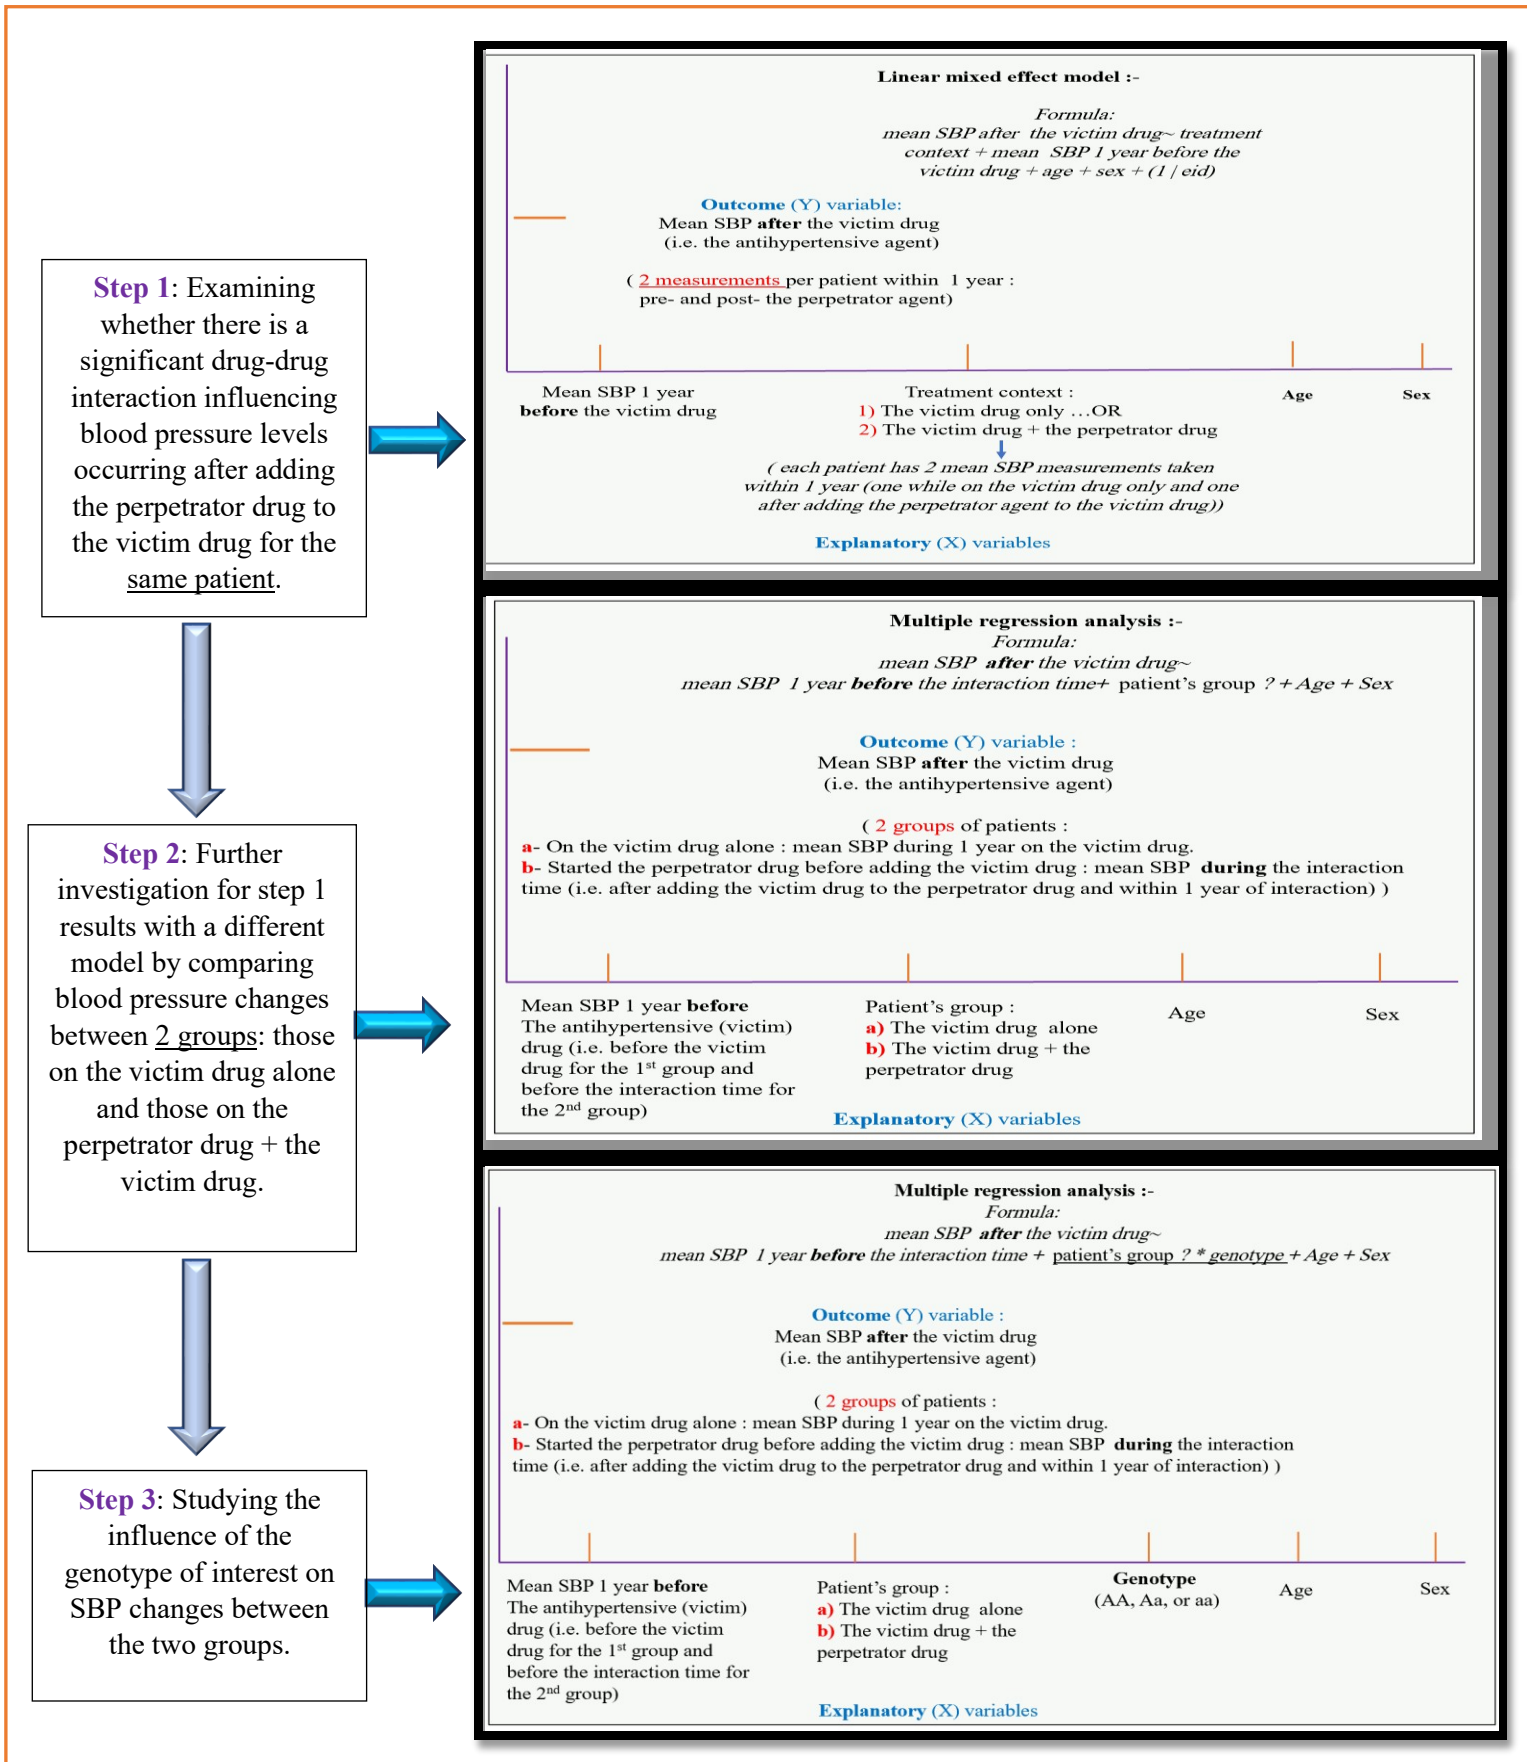 Step 1: Examining
whether there is a
significant drug-drug
interaction influencing
blood pressure levels
occurring after adding
the perpetrator drug to
the victim drug for the
same patient.
Linear mixed effect model :-
Formula:
mean SBP after the victim drug~ treatment
context + mean SBP 1 year before the
victim drug + age + sex + (1 / eid)
Outcome (Y) variable:
Mean SBP after the victim drug
(i.e. the antihypertensive agent)
( 2 measurements per patient within 1 year :
pre- and post- the perpetrator agent)
Mean SBP 1 year
before the victim drug
Treatment context :
1) The victim drug only ...OR
2) The victim drug + the perpetrator drug
( each patient has 2 mean SBP measurements taken
within 1 year (one while on the victim drug only and one
after adding the perpetrator agent to the victim drug))
Age
Sex
Explanatory (X) variables
Step 2: Further
investigation for step 1
results with a different
model by comparing
blood pressure changes
between 2 groups: those
on the victim drug alone
and those on the
perpetrator drug + the
victim drug.
Multiple regression analysis :-
Formula:
mean SBP after the victim drug~
mean SBP 1 year before the interaction time+ patient's group ? + Age + Sex
Outcome (Y) variable :
Mean SBP after the victim drug
(i.e. the antihypertensive agent)
( 2 groups of patients :
a- On the victim drug alone : mean SBP during 1 year on the victim drug.
b- Started the perpetrator drug before adding the victim drug : mean SBP during the interaction
time (i.e. after adding the victim drug to the perpetrator drug and within 1 year of interaction) )
Mean SBP 1 year before
The antihypertensive (victim)
drug (i.e. before the victim
drug for the 1st group and
before the interaction time for
the 2nd group)
Patient's group :
a) The victim drug alone
b) The victim drug + the
perpetrator drug
Age
Sex
Explanatory (X) variables
Step 3: Studying the
influence of the
genotype of interest on
SBP changes between
the two groups.
Multiple regression analysis :-
Formula:
mean SBP after the victim drug~
mean SBP 1 year before the interaction time + patient's group ? * genotype + Age + Sex
Outcome (Y) variable :
Mean SBP after the victim drug
(i.e. the antihypertensive agent)
( 2 groups of patients :
a- On the victim drug alone : mean SBP during 1 year on the victim drug.
b- Started the perpetrator drug before adding the victim drug : mean SBP during the interaction
time (i.e. after adding the victim drug to the perpetrator drug and within 1 year of interaction) )
Mean SBP 1 year before
The antihypertensive (victim)
drug (i.e. before the victim
drug for the 1st group and
before the interaction time for
the 2nd group)
Patient's group :
a) The victim drug alone
b) The victim drug + the
perpetrator drug
Genotype
(AA, Aa, or aa)
Age
Sex
Explanatory (X) variables